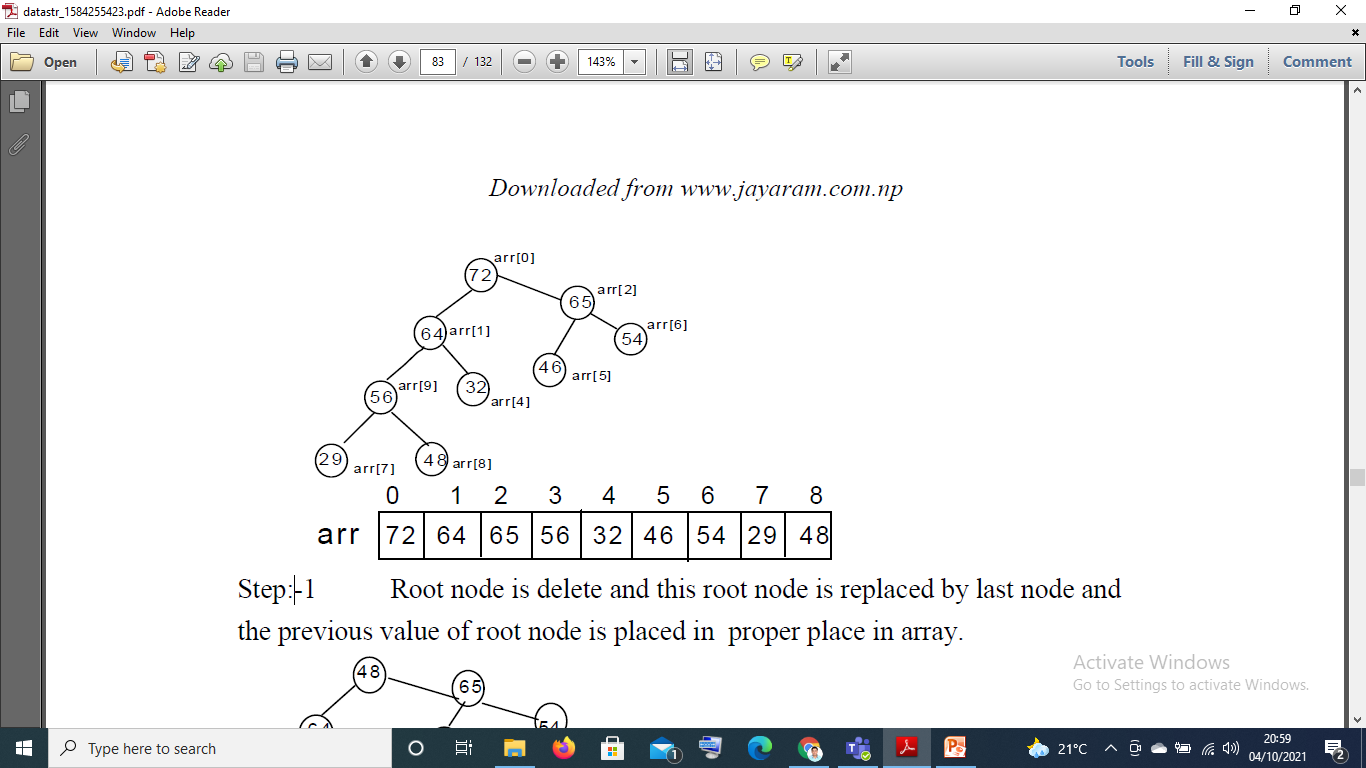 datastr_1584255423.pdf - Adobe Reader
File Edit View Window Help
Open 83 / 132 143% Tools Fill & Sign Comment
Downloaded from www.jayaram.com.np
arr[0]
72
arr[2]
65
arr[6]
64 arr[1]
54
46
arr[5]
arr[9]
56
32
arr[4]
29
arr[7]
48 arr[8]
0 1 2 3 4 5 6 7 8
arr 72 64 65 56 32 46 54 29 48
Step:-1 Root node is delete and this root node is replaced by last node and
the previous value of root node is placed in proper place in array.
48
65
64
54
Activate Windows
Go to Settings to activate Windows.
Type here to search
1
21°C
20:59
04/10/2021
2